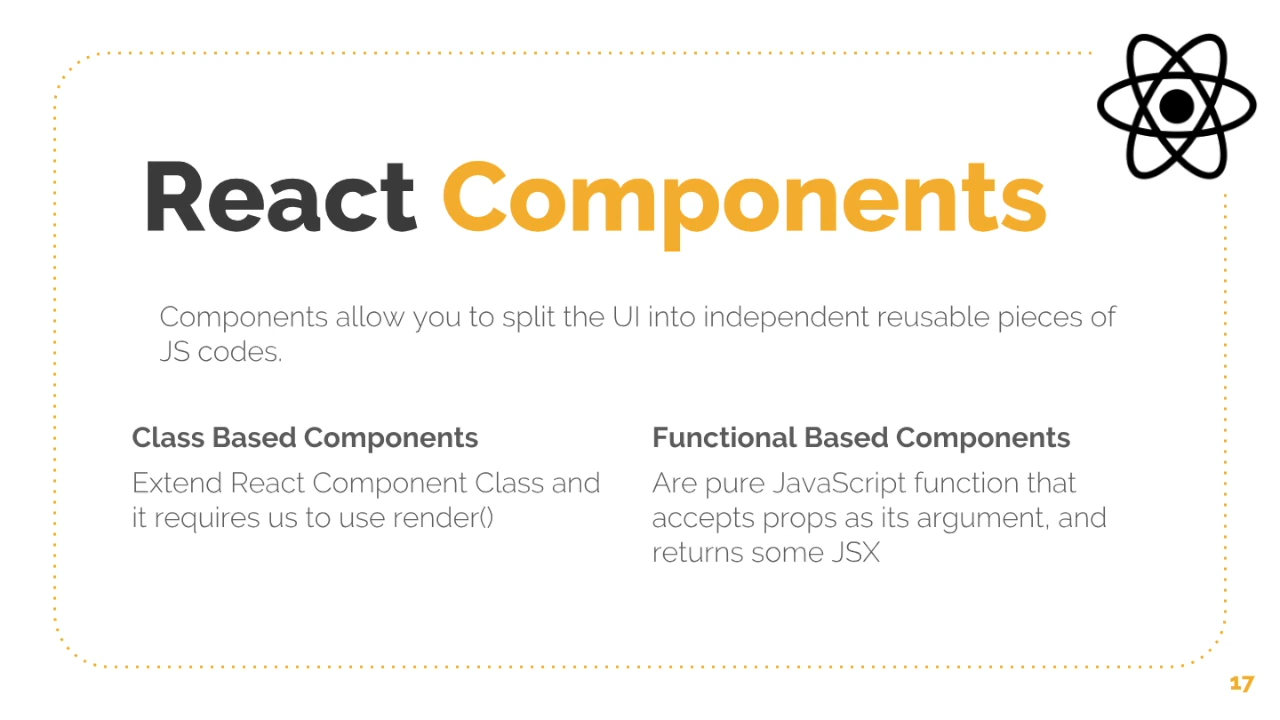 React Components
Components allow you to split the UI into independent reusable pieces of
JS codes.
Class Based Components
Extend React Component Class and
it requires us to use render()
Functional Based Components
Are pure JavaScript function that
accepts props as its argument, and
returns some JSX
17